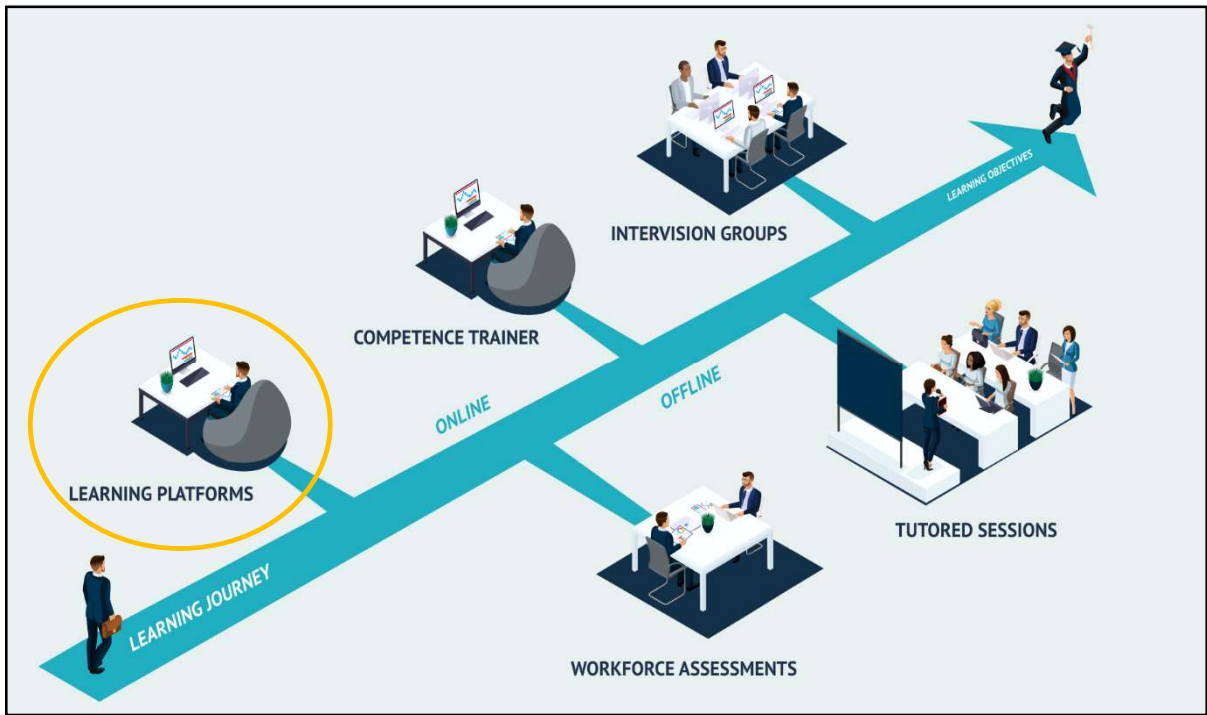 INTERVISION GROUPS
LEARNING OBJECTIVES
COMPETENCE TRAINER
ONLINE
OFFLINE
LEARNING PLATFORMS
TUTORED SESSIONS
LEARNING JOURNEY
WORKFORCE ASSESSMENTS